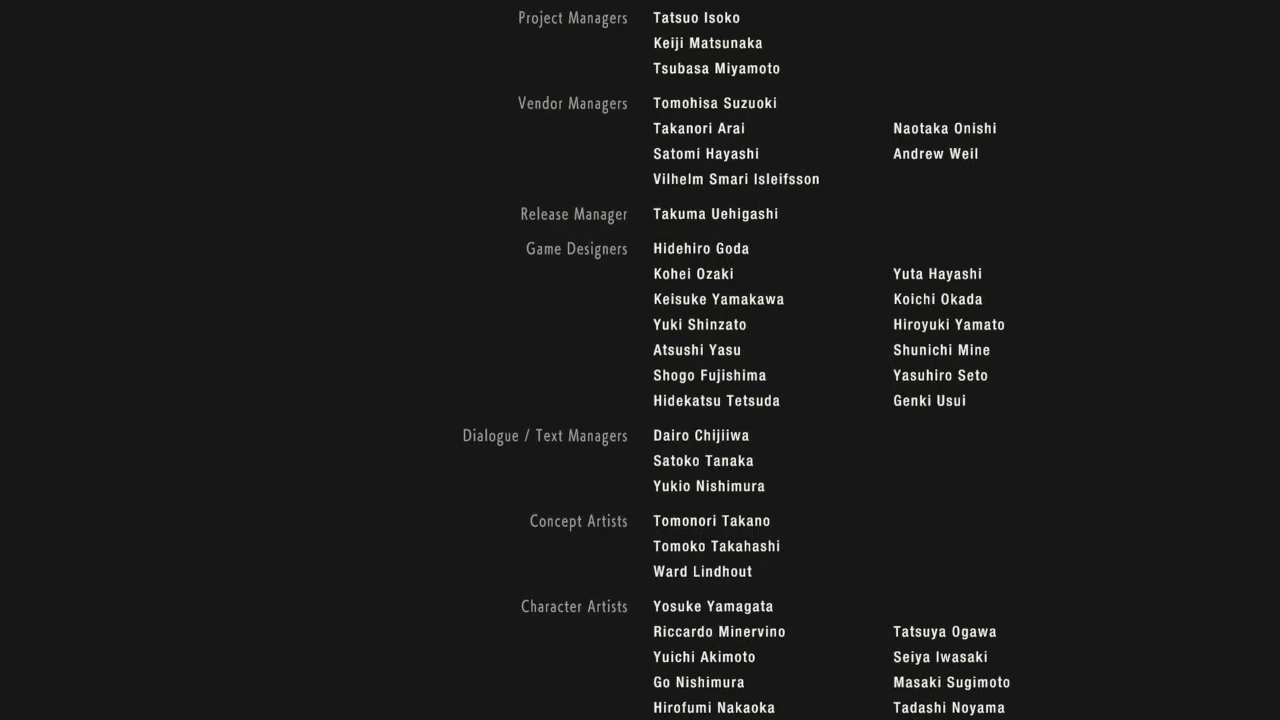 Project Managers Tatsuo Isoko
Keiji Matsunaka
Tsubasa Miyamoto
Vendor Managers Tomohisa Suzuoki
Takanori Arai Naotaka Onishi
Satomi Hayashi Andrew Weil
Vilhelm Smari Isleifsson
Release Manager Takuma Uehigashi
Game Designers Hidehiro Goda
Kohei Ozaki Yuta Hayashi
Keisuke Yamakawa Koichi Okada
Yuki Shinzato Hiroyuki Yamato
Atsushi Yasu Shunichi Mine
Shogo Fujishima Yasuhiro Seto
Hidekatsu Tetsuda Genki Usui
Dialogue / Text Managers Dairo Chijiiwa
Satoko Tanaka
Yukio Nishimura
Concept Artists Tomonori Takano
Tomoko Takahashi
Ward Lindhout
Character Artists Yosuke Yamagata
Riccardo Minervino Tatsuya Ogawa
Yuichi Akimoto Seiya Iwasaki
Go Nishimura Masaki Sugimoto
Hirofumi Nakaoka Tadashi Noyama